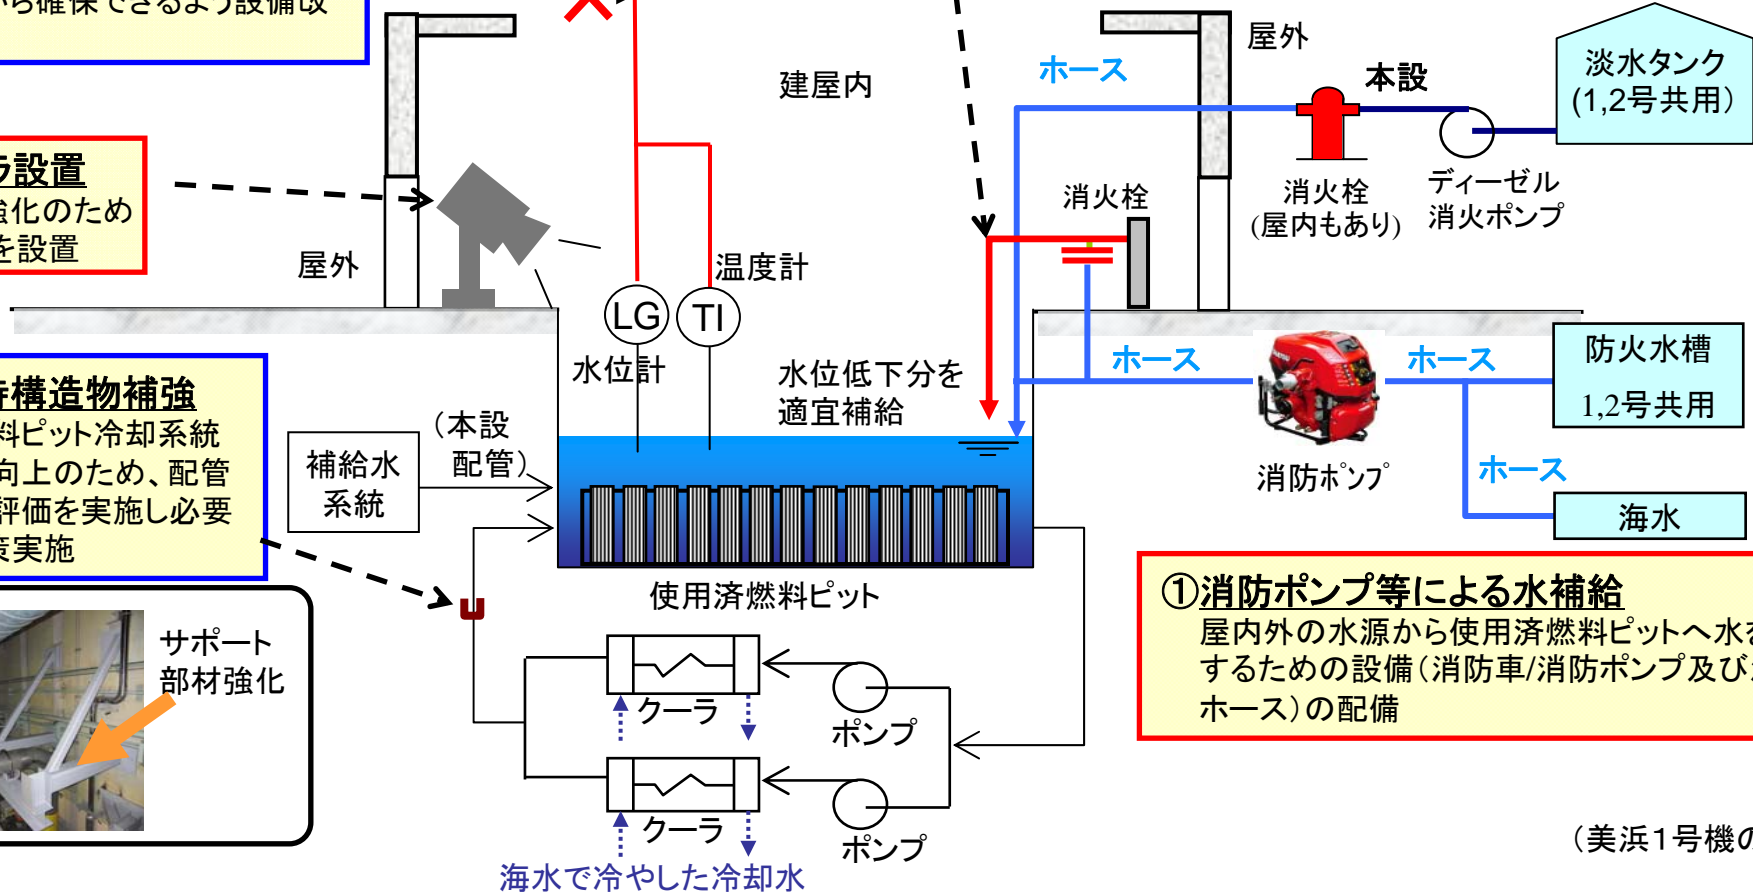 ら確保できるよう設備改
屋外
淡水タンク
(1,2号共用)
ホース
本設
建屋内
ラ設置
強化のため
を設置
消火栓
消火栓
(屋内もあり)
ディーゼル
消火ポンプ
屋外
温度計
LG
TI
水位計
水位低下分を
適宜補給
ホース
ホース
防火水槽
1,2号共用
持構造物補強
料ピット冷却系統
向上のため、配管
評価を実施し必要
策実施
補給水
系統
(本設
配管)
消防ポンプ
ホース
海水
使用済燃料ピット
サポート
部材強化
クーラ
ポンプ
クーラ
ポンプ
海水で冷やした冷却水
①消防ポンプ等による水補給
屋内外の水源から使用済燃料ピットへ水を
するための設備(消防車/消防ポンプ及び
ホース)の配備
(美浜1号機の